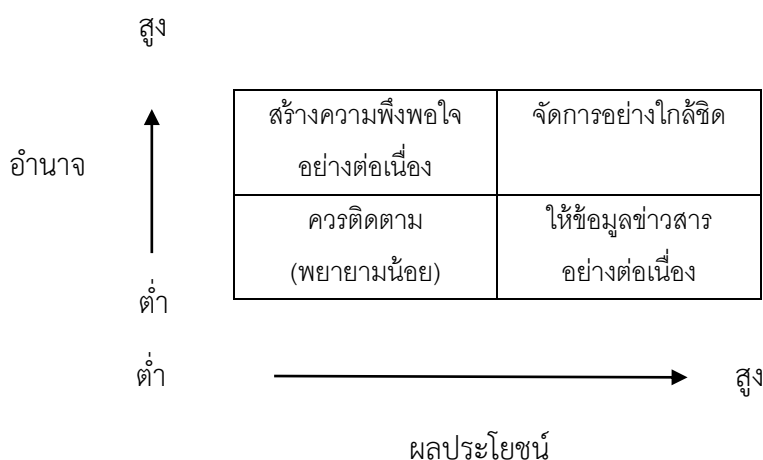 สูง
สร้างความพึงพอใจ
อย่างต่อเนื่อง
จัดการอย่างใกล้ชิด
อำนาจ
ควรติดตาม
(พยายามน้อย)
ให้ข้อมูลข่าวสาร
อย่างต่อเนื่อง
ต่ำ
ต่ำ
สูง
ผลประโยชน์